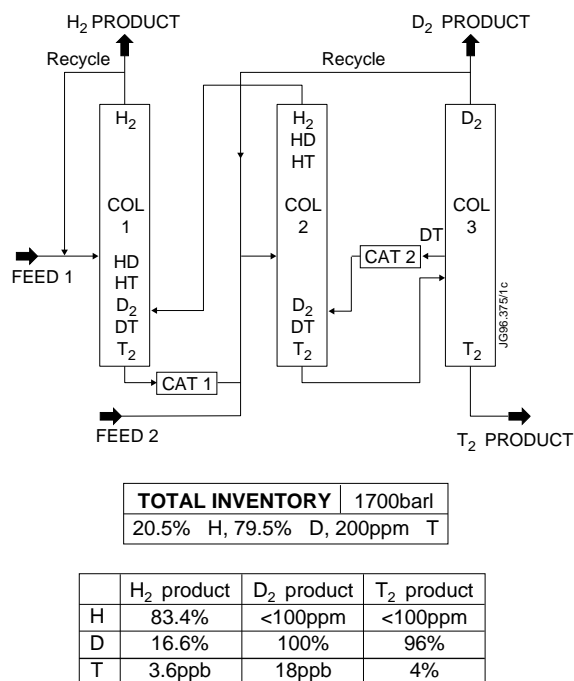 H2 PRODUCT
D2 PRODUCT
Recycle
Recycle
H2
H2
HD
HT
D2
COL
1
COL
2
COL
3
DT
CAT 2
FEED 1
HD
HT
D2
DT
T2
D2
DT
T2
T2
JG96.375/1c
CAT 1
FEED 2
T2 PRODUCT
TOTAL INVENTORY 1700barl
20.5% H, 79.5% D, 200ppm T
H2 product D2 product T2 product
H 83.4% <100ppm <100ppm
D 16.6% 100% 96%
T 3.6ppb 18ppb 4%